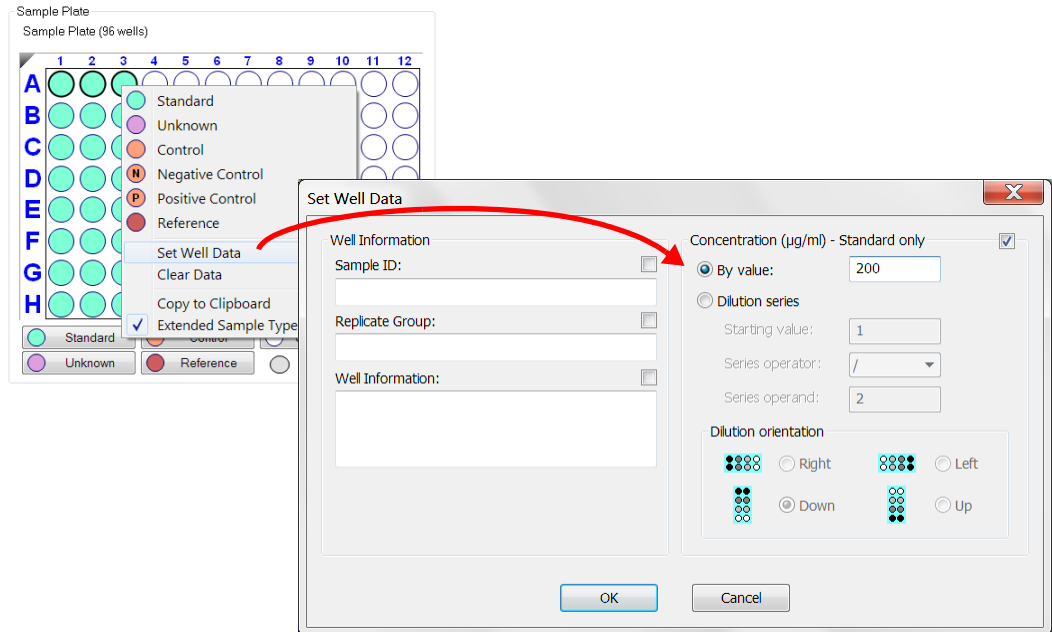 Sample Plate
Sample Plate (96 wells)
1 2 3 4 5 6 7 8 9 10 11 12
A
B
C
D
E
F
G
H
Standard
Unknown
Control
N Negative Control
P Positive Control
Reference
Set Well Data
Clear Data
Copy to Clipboard
Extended Sample Type
Standard Control
Unknown Reference
Set Well Data
X
Well Information
Sample ID:
Replicate Group:
Well Information:
Concentration (µg/ml) - Standard only
By value: 200
Dilution series
Starting value: 1
Series operator: /
Series operand: 2
Dilution orientation
Right Left
Down Up
OK Cancel